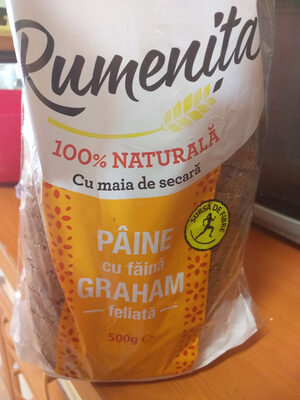 Rumenița
100% NATURALĂ
Cu maia de secară
SURSĂ DE FIBRE
PÂINE
cu făină
GRAHAM
feliată
500g e